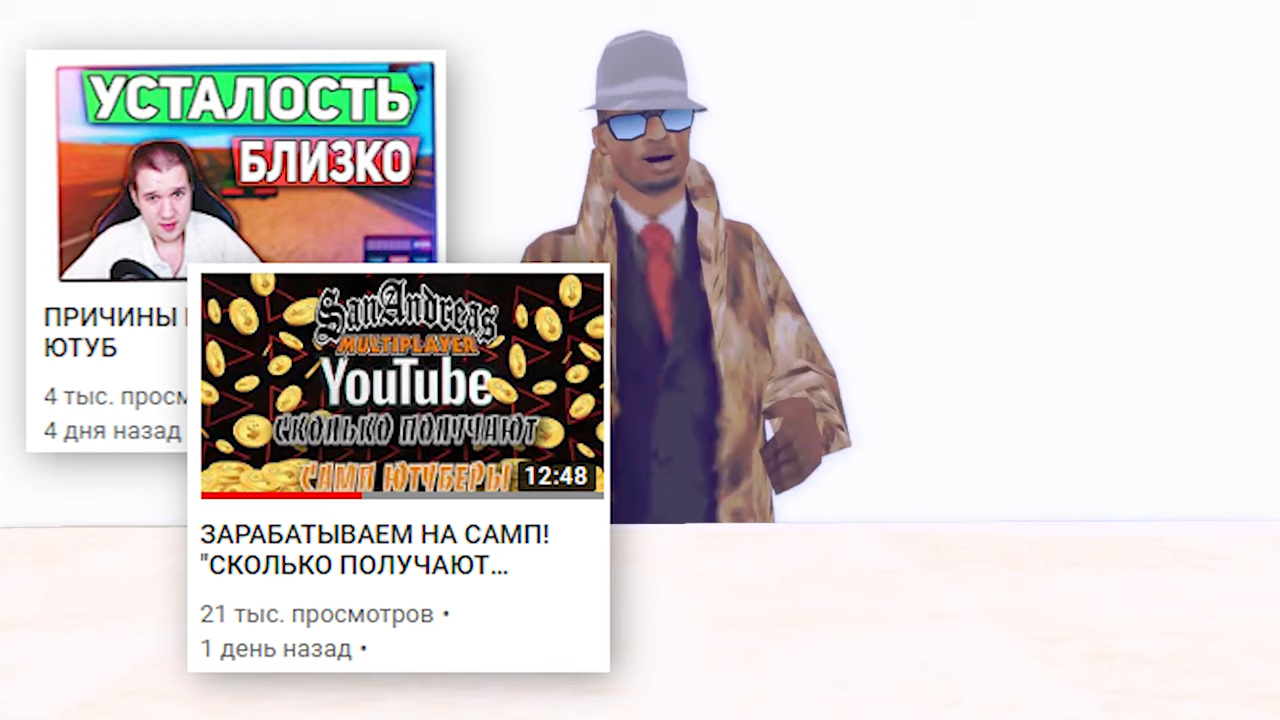 УСТАЛОСТЬ
БЛИЗКО
ПРИЧИНЫ
ЮТУБ
4 тыс. просм
4 дня назад
SanAndreas
MULTIPLAYER
YouTube
СКОЛЬКО ПОЛУЧАЮТ
САМП ЮТУБЕРЫ
12:48
ЗАРАБАТЫВАЕМ НА САМП!
"СКОЛЬКО ПОЛУЧАЮТ...
21 тыс. просмотров •
1 день назад •